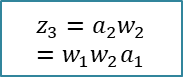 z₃ = a₂w₂
= w₁w₂a₁